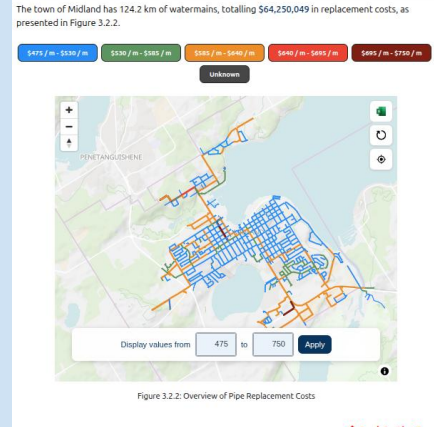 The town of Midland has 124.2 km of watermains, totalling $64,250,049 in replacement costs, as
presented in Figure 3.2.2.
$475 / m - $530 / m
$530 / m - $585 / m
$585 / m - $640 / m
$640 / m - $695 / m
$695 / m - $750 / m
Unknown
PENETANGUISHENE
Display values from 475 to 750 Apply
Figure 3.2.2: Overview of Pipe Replacement Costs